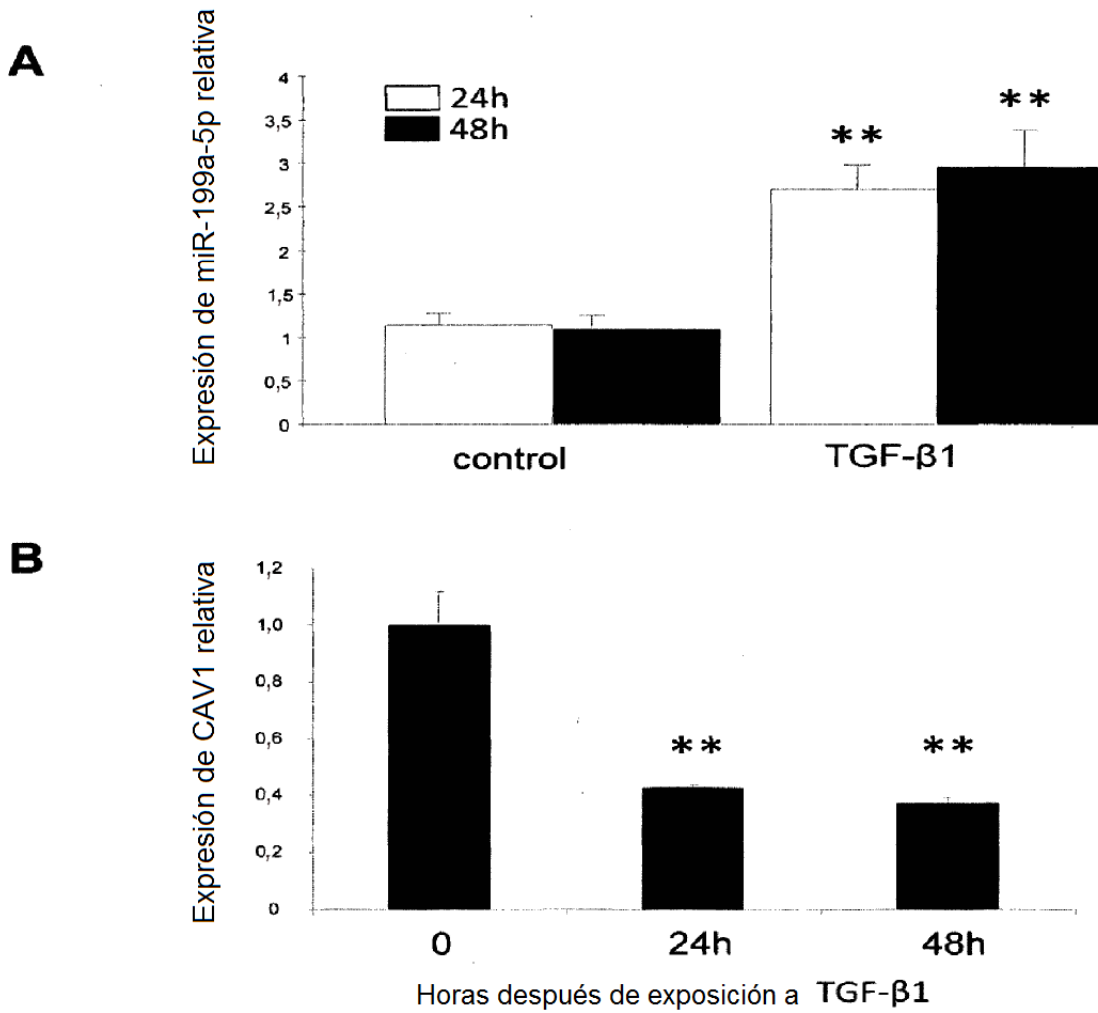 A
Expresión de miR-199a-5p relativa
4
3,5
3
2,5
2
1,5
1
0,5
0
24h
48h
**
**
control
TGF-β1
B
Expresión de CAV1 relativa
1,2
1,0
0,8
0,6
0,4
0,2
0
**
**
0
24h
48h
Horas después de exposición a TGF-β1